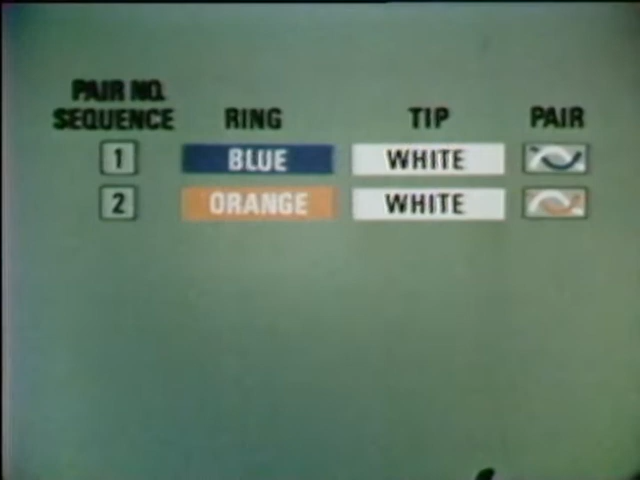 PAIR NO. SEQUENCE RING TIP PAIR
1 BLUE WHITE
2 ORANGE WHITE